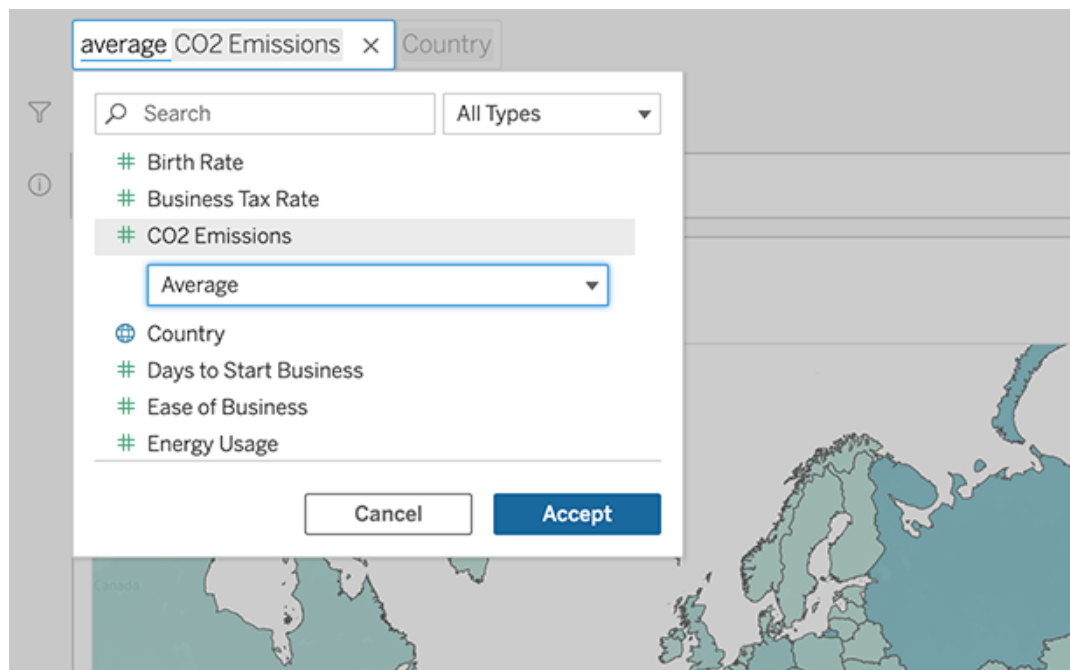 average CO2 Emissions × Country
Search All Types
# Birth Rate
# Business Tax Rate
# CO2 Emissions
Average
Country
# Days to Start Business
# Ease of Business
# Energy Usage
Cancel Accept
Canada